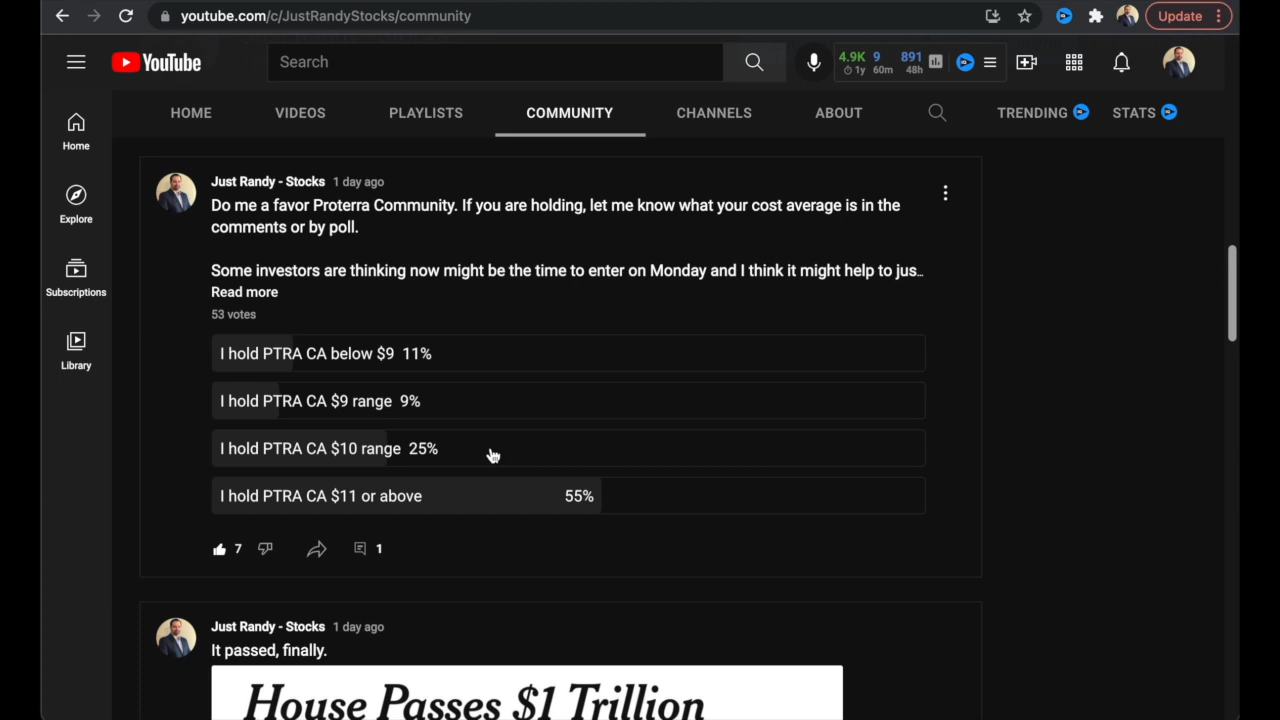 youtube.com/c/JustRandyStocks/community
Update
YouTube
Search
4.9K 9 891
1y 60m 48h
HOME VIDEOS PLAYLISTS COMMUNITY CHANNELS ABOUT TRENDING STATS
Home
Explore
Subscriptions
Library
Just Randy - Stocks 1 day ago
Do me a favor Proterra Community. If you are holding, let me know what your cost average is in the
comments or by poll.
Some investors are thinking now might be the time to enter on Monday and I think it might help to jus...
Read more
53 votes
I hold PTRA CA below $9 11%
I hold PTRA CA $9 range 9%
I hold PTRA CA $10 range 25%
I hold PTRA CA $11 or above 55%
7 1
Just Randy - Stocks 1 day ago
It passed, finally.
House Passes $1 Trillion